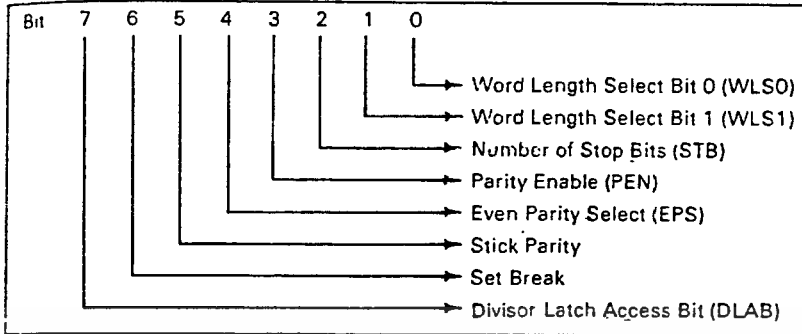 Bit 7 6 5 4 3 2 1 0
Word Length Select Bit 0 (WLS0)
Word Length Select Bit 1 (WLS1)
Number of Stop Bits (STB)
Parity Enable (PEN)
Even Parity Select (EPS)
Stick Parity
Set Break
Divisor Latch Access Bit (DLAB)